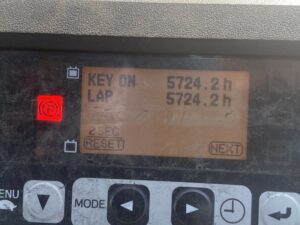 KEY ON 5724.2h
LAP 5724.2h
2SEC
RESET NEXT
MENU MODE